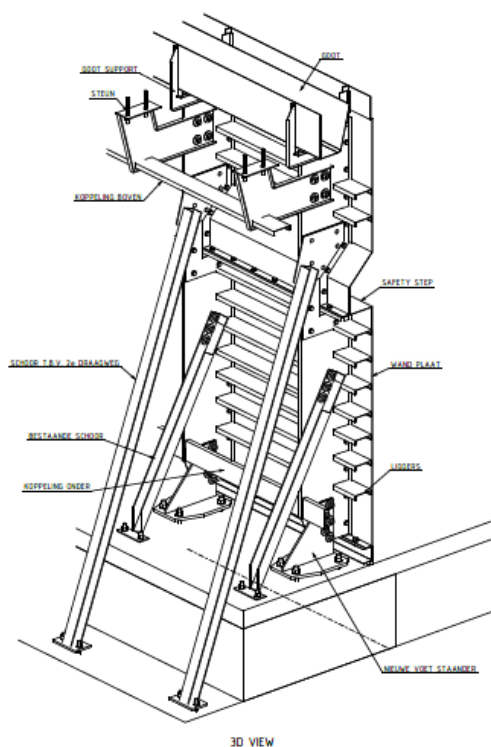 GOOT
GOOT SUPPORT
STEUN
KOPPELING BOVEN
SAFETY STEP
SCHOOR T.B.V. 2e DRAAGWEG
WAND PLAAT
BESTAANDE SCHOOR
LIGGERS
KOPPELING ONDER
NIEUWE VOET STAANDER
3D VIEW